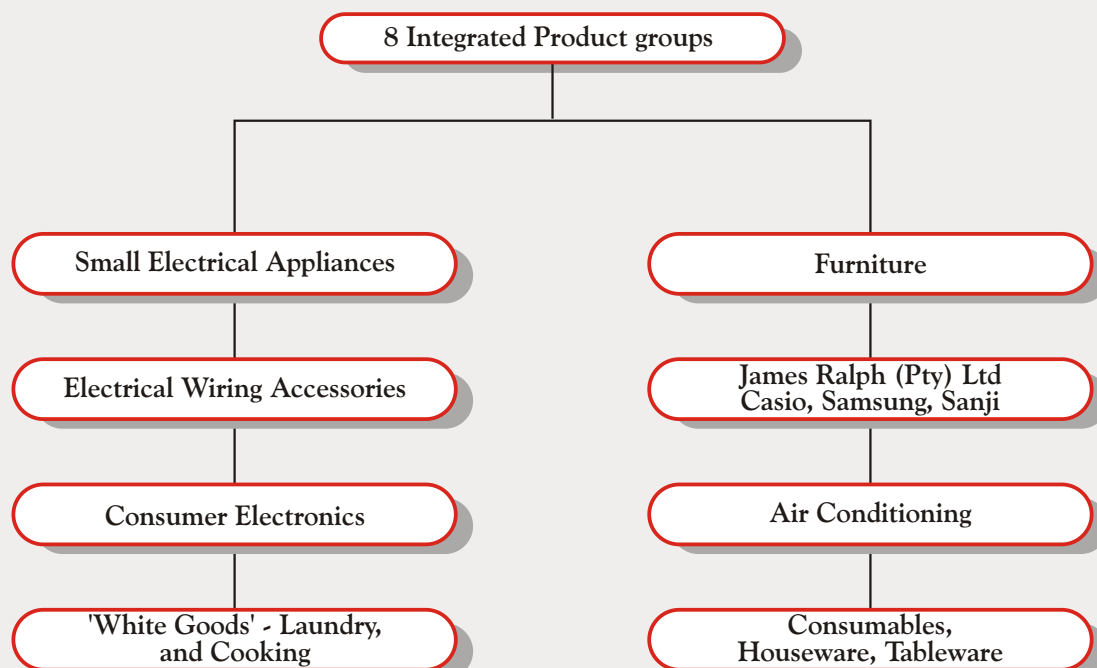 8 Integrated Product groups
Small Electrical Appliances
Electrical Wiring Accessories
Consumer Electronics
'White Goods' - Laundry,
and Cooking
Furniture
James Ralph (Pty) Ltd
Casio, Samsung, Sanji
Air Conditioning
Consumables,
Houseware, Tableware